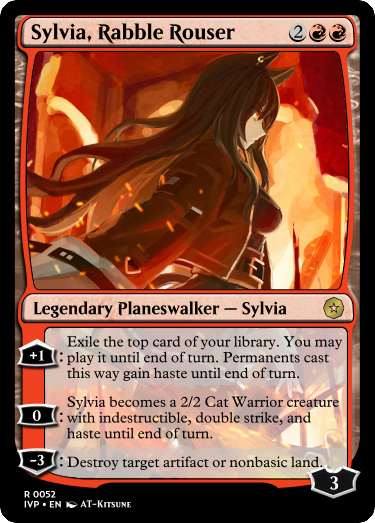 Sylvia, Rabble Rouser 2
Legendary Planeswalker — Sylvia
+1: Exile the top card of your library. You may
play it until end of turn. Permanents cast
this way gain haste until end of turn.
0: Sylvia becomes a 2/2 Cat Warrior creature
with indestructible, double strike, and
haste until end of turn.
-3: Destroy target artifact or nonbasic land.
3
R 0052
IVP • EN AT-Kitsune